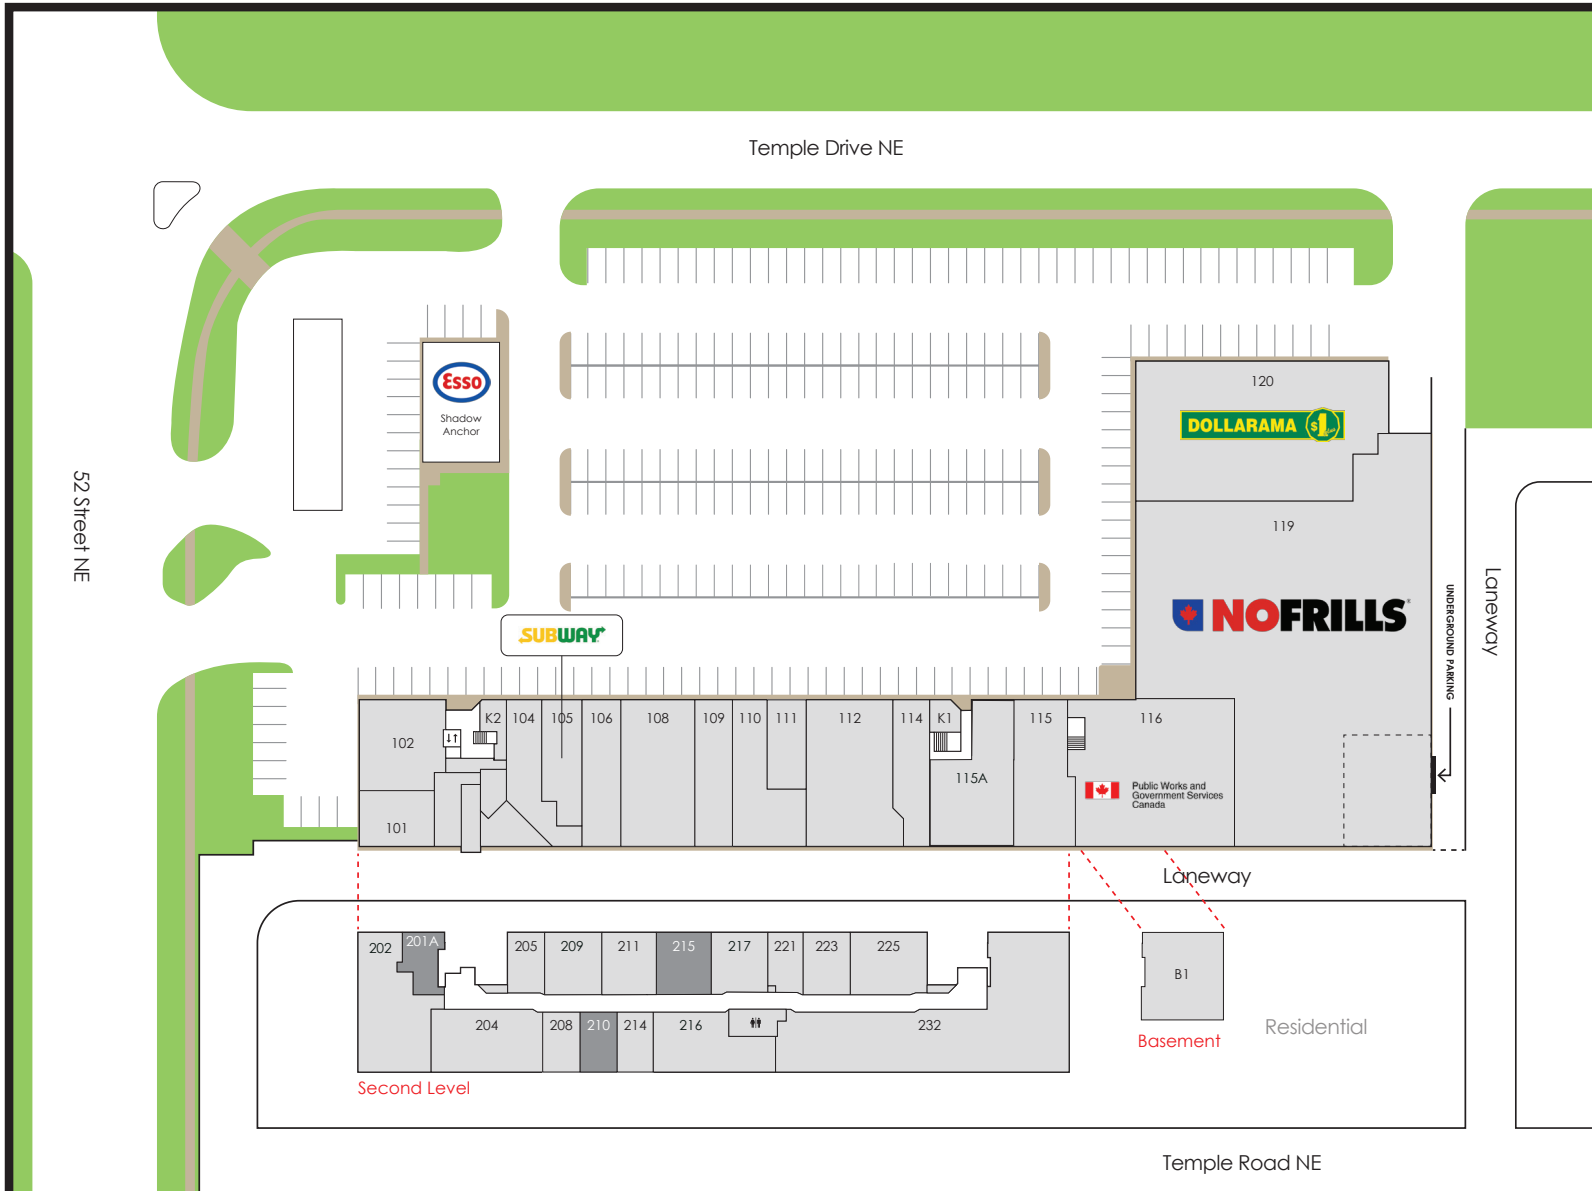 Temple Drive NE
Esso
Shadow
Anchor
120
DOLLARAMA $1 plus
119
52 Street NE
NOFRILLS
Laneway
UNDERGROUND PARKING
SUBWAY
102
K2
104
105
106
108
109
110
111
112
114
K1
115
116
115A
101
Public Works and
Government Services
Canada
Laneway
202
201A
205
209
211
215
217
221
223
225
B1
204
208
210
214
216
232
Residential
Basement
Second Level
Temple Road NE